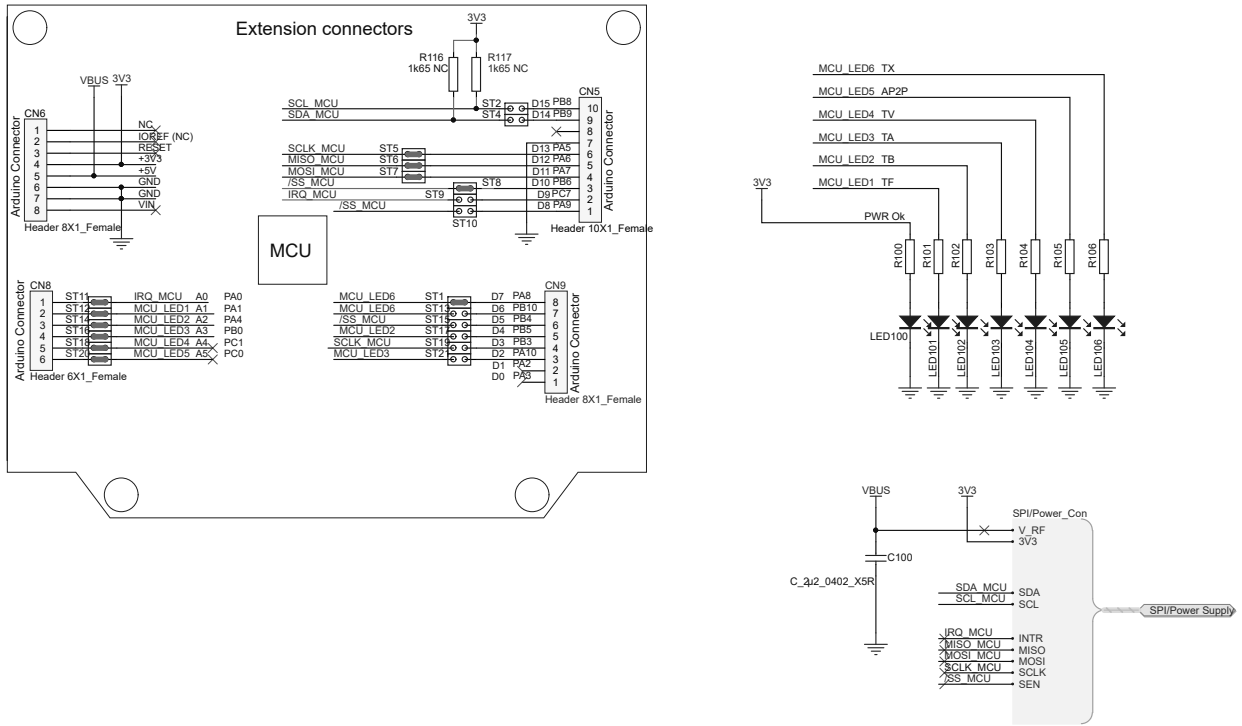 Extension connectors
3V3
R116
1k65 NC
R117
1k65 NC
VBUS 3V3
CN6
Arduino Connector
1 NC
2 IOREF (NC)
3 RESET
4 +3V3
5 +5V
6 GND
7 GND
8 VIN
Header 8X1_Female
CN5
SCL_MCU ST2 D15 PB8 10
SDA_MCU ST4 D14 PB9 9
8
7
SCLK_MCU ST5 D13 PA5 6
MISO_MCU ST6 D12 PA6 5
MOSI_MCU ST7 D11 PA7 4
/SS_MCU ST8 D10 PB6 3
IRQ_MCU ST9 D9 PC7 2
/SS_MCU ST10 D8 PA9 1
Arduino Connector
Header 10X1_Female
MCU
CN8
Arduino Connector
1 ST11 IRQ_MCU A0 PA0
2 ST12 MCU_LED1 A1 PA1
3 ST14 MCU_LED2 A2 PA4
4 ST16 MCU_LED3 A3 PB0
5 ST18 MCU_LED4 A4 PC1
6 ST20 MCU_LED5 A5 PC0
Header 6X1_Female
CN9
MCU_LED6 ST1 D7 PA8 8
MCU_LED6 ST13 D6 PB10 7
/SS_MCU ST15 D5 PB4 6
MCU_LED2 ST17 D4 PB5 5
SCLK_MCU ST19 D3 PB3 4
MCU_LED3 ST21 D2 PA10 3
D1 PA2 2
D0 PA3 1
Arduino Connector
Header 8X1_Female
MCU_LED6 TX
MCU_LED5 AP2P
MCU_LED4 TV
MCU_LED3 TA
MCU_LED2 TB
3V3 MCU_LED1 TF
PWR Ok
R100
R101
R102
R103
R104
R105
R106
LED100
LED101
LED102
LED103
LED104
LED105
LED106
VBUS 3V3
SPI/Power_Con
V_RF
3V3
C100
C_2µ2_0402_X5R
SDA_MCU SDA
SCL_MCU SCL
SPI/Power Supply
IRQ_MCU INTR
MISO_MCU MISO
MOSI_MCU MOSI
SCLK_MCU SCLK
/SS_MCU SEN